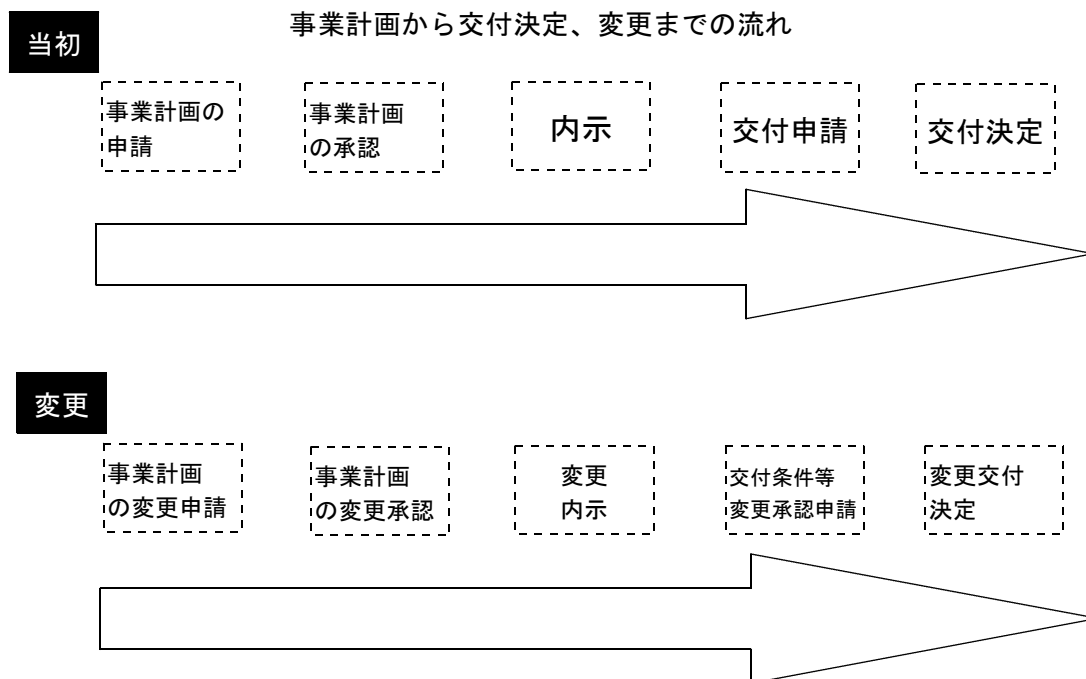 事業計画から交付決定、変更までの流れ
当初
事業計画の
申請
事業計画
の承認
内示
交付申請
交付決定
変更
事業計画
の変更申請
事業計画
の変更承認
変更
内示
交付条件等
変更承認申請
変更交付
決定